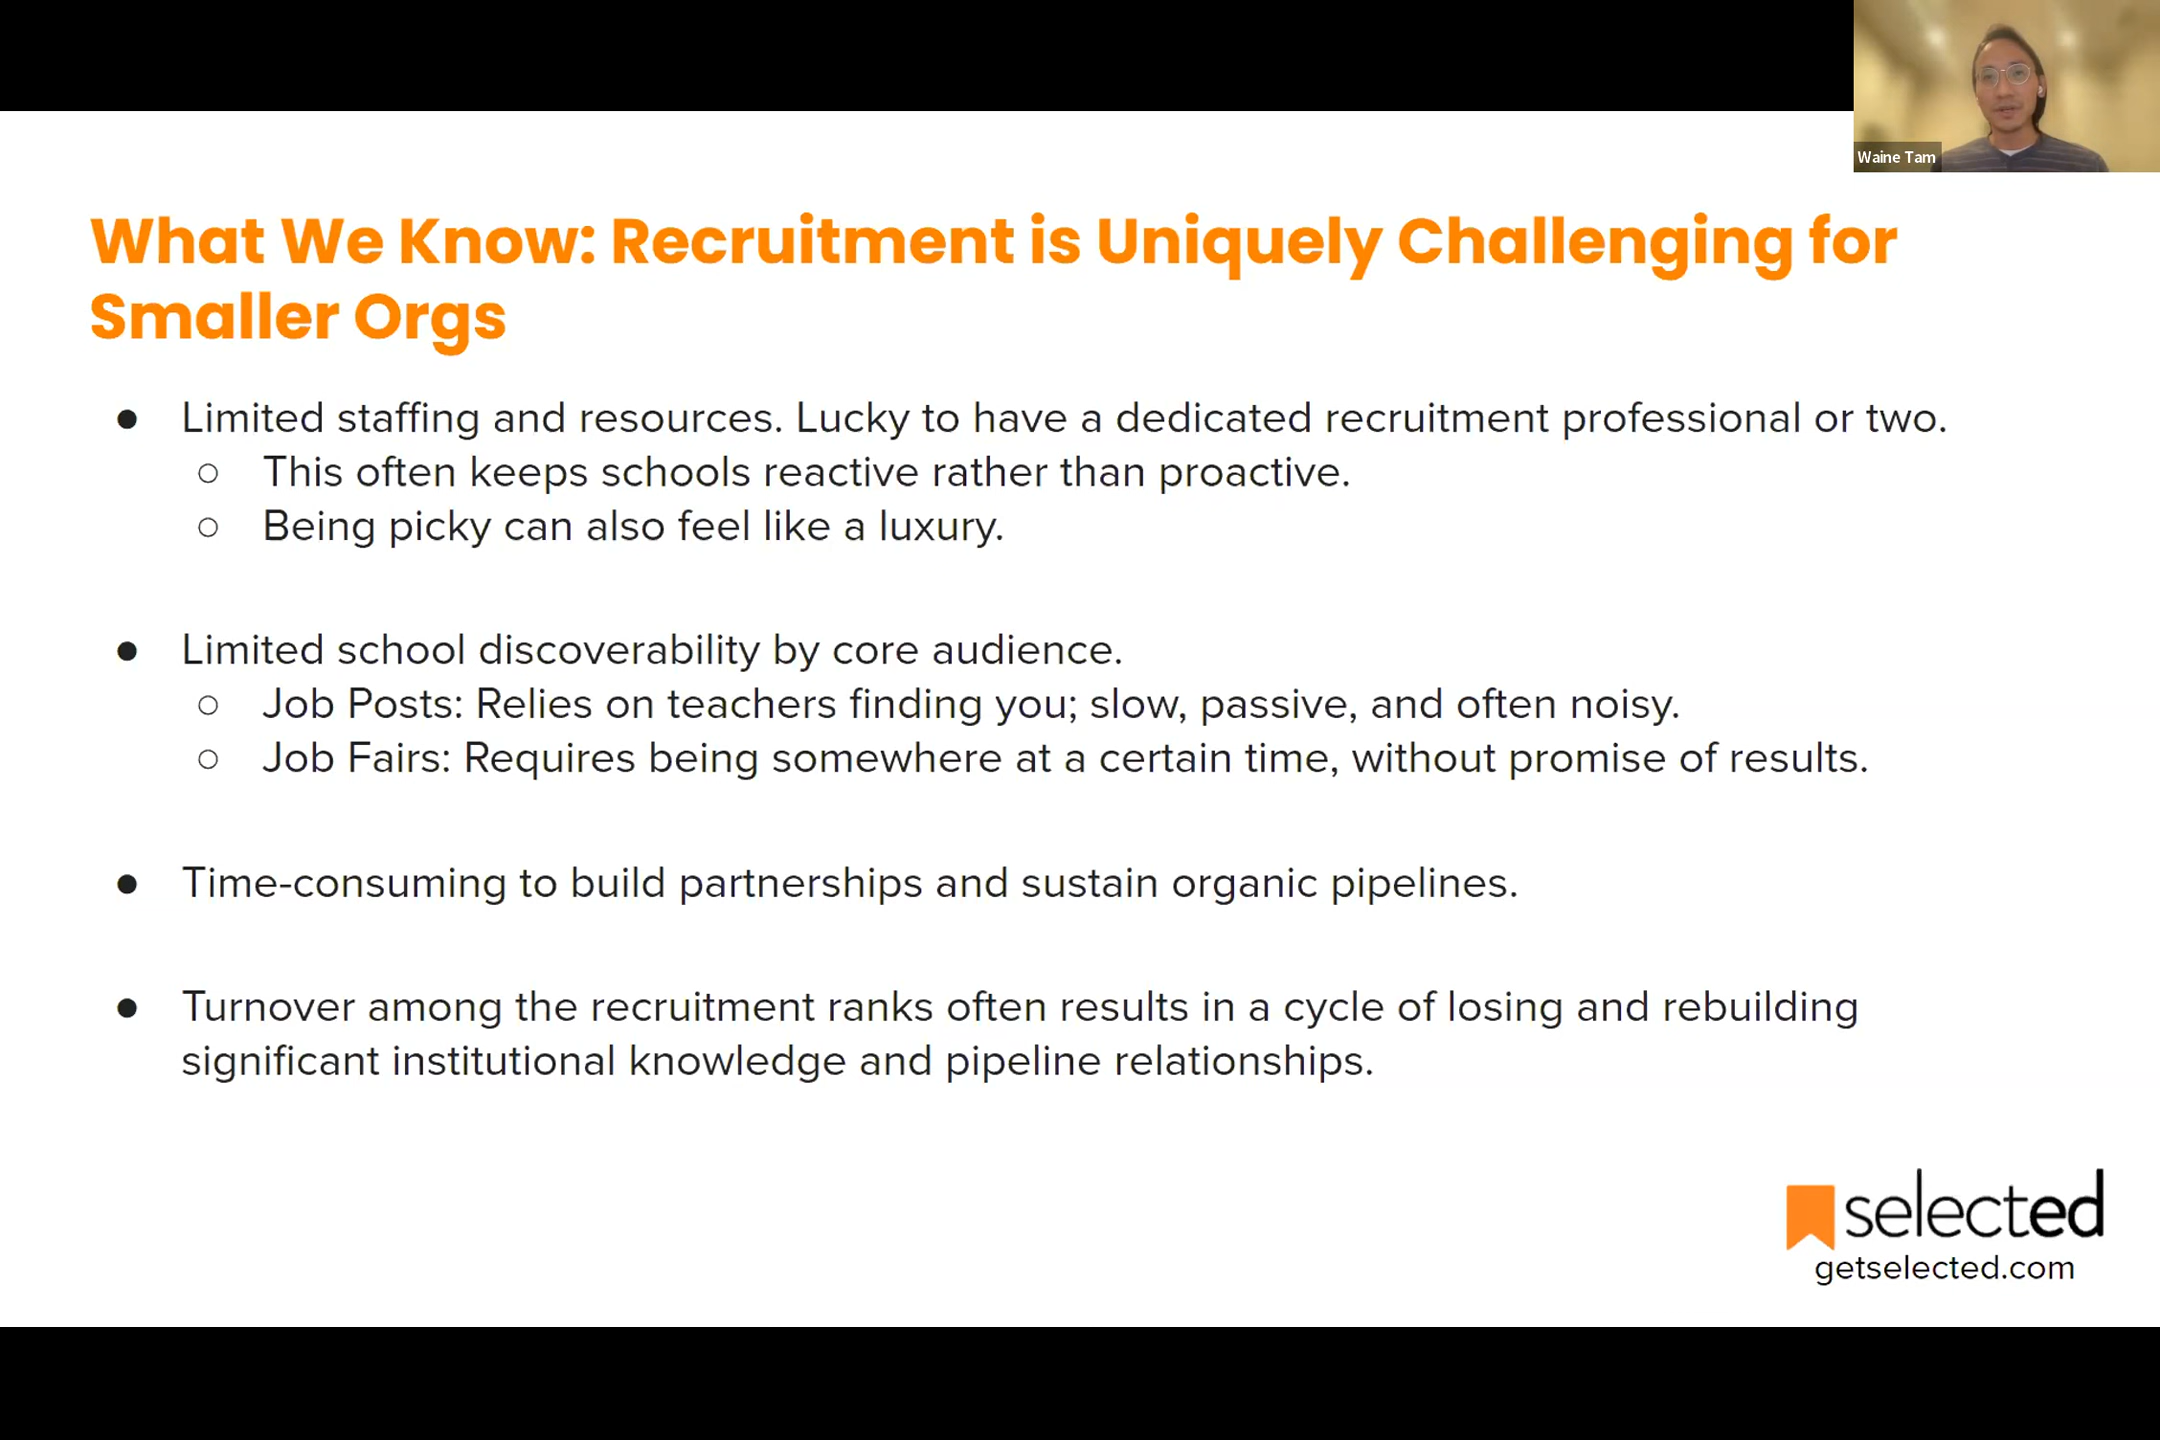 Waine Tam
What We Know: Recruitment is Uniquely Challenging for
Smaller Orgs
● Limited staffing and resources. Lucky to have a dedicated recruitment professional or two.
○ This often keeps schools reactive rather than proactive.
○ Being picky can also feel like a luxury.
● Limited school discoverability by core audience.
○ Job Posts: Relies on teachers finding you; slow, passive, and often noisy.
○ Job Fairs: Requires being somewhere at a certain time, without promise of results.
● Time-consuming to build partnerships and sustain organic pipelines.
● Turnover among the recruitment ranks often results in a cycle of losing and rebuilding
significant institutional knowledge and pipeline relationships.
selected
getselected.com